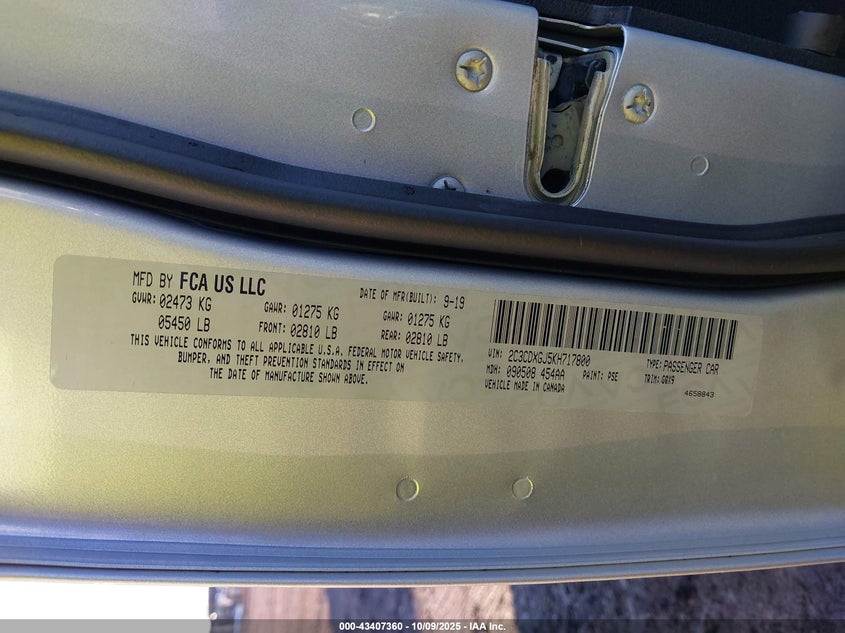 MFD BY FCA US LLC
DATE OF MFR(BUILT): 9-19
GVWR: 02473 KG
GAWR: 01275 KG
GAWR: 01275 KG
05450 LB
FRONT: 02810 LB
REAR: 02810 LB
THIS VEHICLE CONFORMS TO ALL APPLICABLE U.S.A. FEDERAL MOTOR VEHICLE SAFETY,
BUMPER, AND THEFT PREVENTION STANDARDS IN EFFECT ON
THE DATE OF MANUFACTURE SHOWN ABOVE.
VIN: 2C3CDXGJ5KH717800
TYPE: PASSENGER CAR
MDH: 090508 454AA
PAINT: PSE
TRIM: GRX9
VEHICLE MADE IN CANADA
4658843
000-43407360 - 10/09/2025 - IAA Inc.